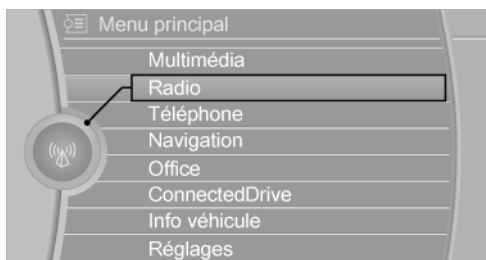 Menu principal
Multimédia
Radio
Téléphone
Navigation
Office
ConnectedDrive
Info véhicule
Réglages